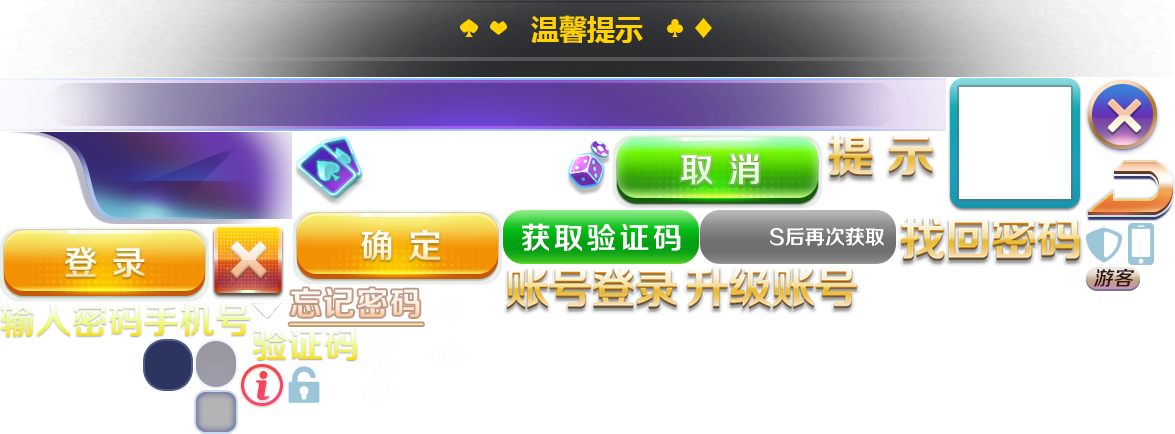 温馨提示
取消
提示
登录
确定
获取验证码
S后再次获取
找回密码
账号登录
升级账号
游客
忘记密码
输入密码手机号
验证码